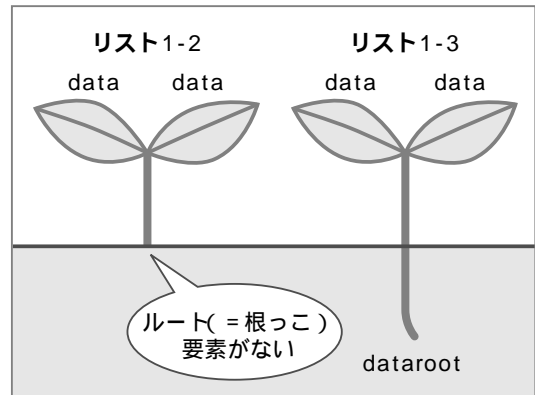 リスト1-2
リスト1-3
data data
data data
ルート(=根っこ)
要素がない
dataroot